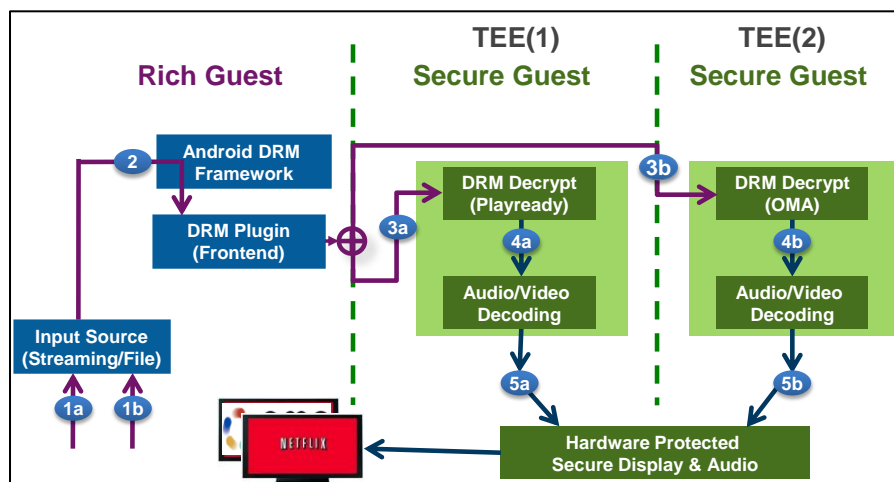 TEE(1)
TEE(2)
Rich Guest
Secure Guest
Secure Guest
2
Android DRM
Framework
3b
DRM Plugin
(Frontend)
3a
DRM Decrypt
(Playready)
DRM Decrypt
(OMA)
4a
4b
Audio/Video
Decoding
Audio/Video
Decoding
Input Source
(Streaming/File)
1a
1b
5a
5b
NETFLIX
Hardware Protected
Secure Display & Audio